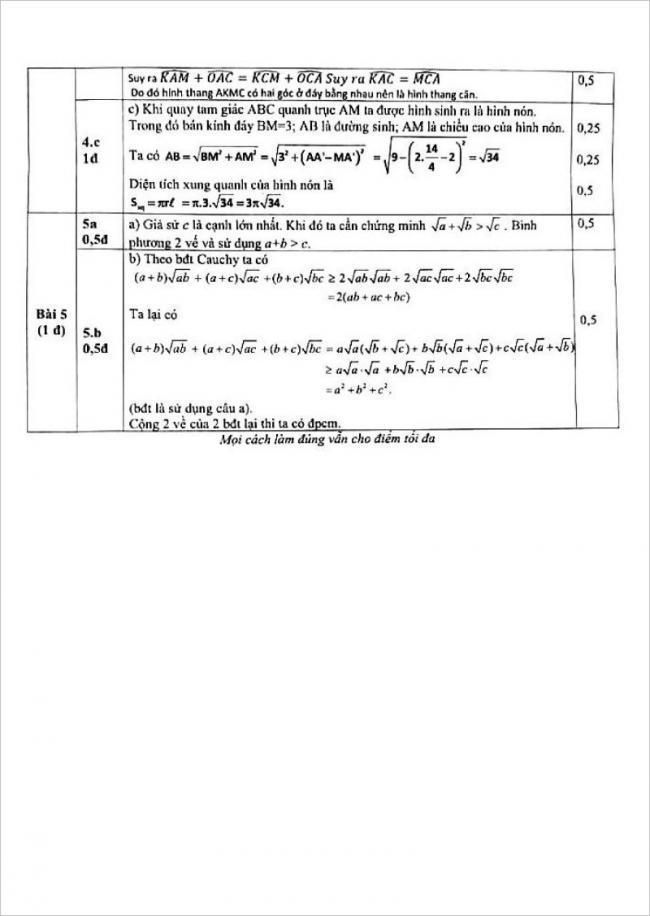 Suy ra KAM + OAC = KCM + OCA Suy ra KAC = MCA
Do đó hình thang AKMC có hai góc ở đáy bằng nhau nên là hình thang cân.
0,5
4.c
1đ
c) Khi quay tam giác ABC quanh trục AM ta được hình sinh ra là hình nón.
Trong đó bán kính đáy BM=3; AB là đường sinh; AM là chiều cao của hình nón.
0,25
Ta có AB = √(BM² + AM²) = √(3² + (AA'−MA')²) = √(9−(2.14/4−2)²) = √34
0,25
Diện tích xung quanh của hình nón là
0,5
S_xq = πrℓ = π.3.√34 = 3π√34.
Bài 5
(1 đ)
5a
0,5đ
a) Giả sử c là cạnh lớn nhất. Khi đó ta cần chứng minh √a + √b > √c . Bình
phương 2 vế và sử dụng a+b > c.
0,5
5.b
0,5đ
b) Theo bđt Cauchy ta có
(a+b)√ab + (a+c)√ac + (b+c)√bc ≥ 2√ab√ab + 2√ac√ac + 2√bc√bc
= 2(ab + ac + bc)
Ta lại có
0,5
(a+b)√ab + (a+c)√ac + (b+c)√bc = a√a(√b + √c) + b√b(√a + √c) + c√c(√a + √b)
≥ a√a·√a + b√b·√b + c√c·√c
= a² + b² + c².
(bđt là sử dụng câu a).
Cộng 2 vế của 2 bđt lại thì ta có đpcm.
Mọi cách làm đúng vẫn cho điểm tối đa